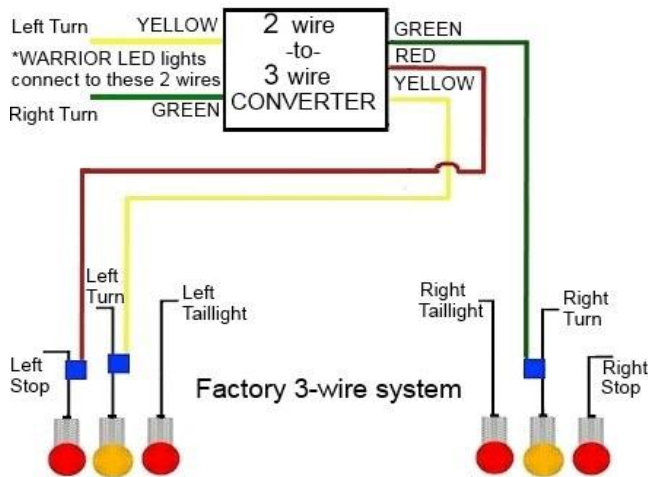 Left Turn
YELLOW
*WARRIOR LED lights
connect to these 2 wires
Right Turn
GREEN
2 wire
-to-
3 wire
CONVERTER
GREEN
RED
YELLOW
Left
Turn
Left
Taillight
Left
Stop
Right
Taillight
Right
Turn
Right
Stop
Factory 3-wire system